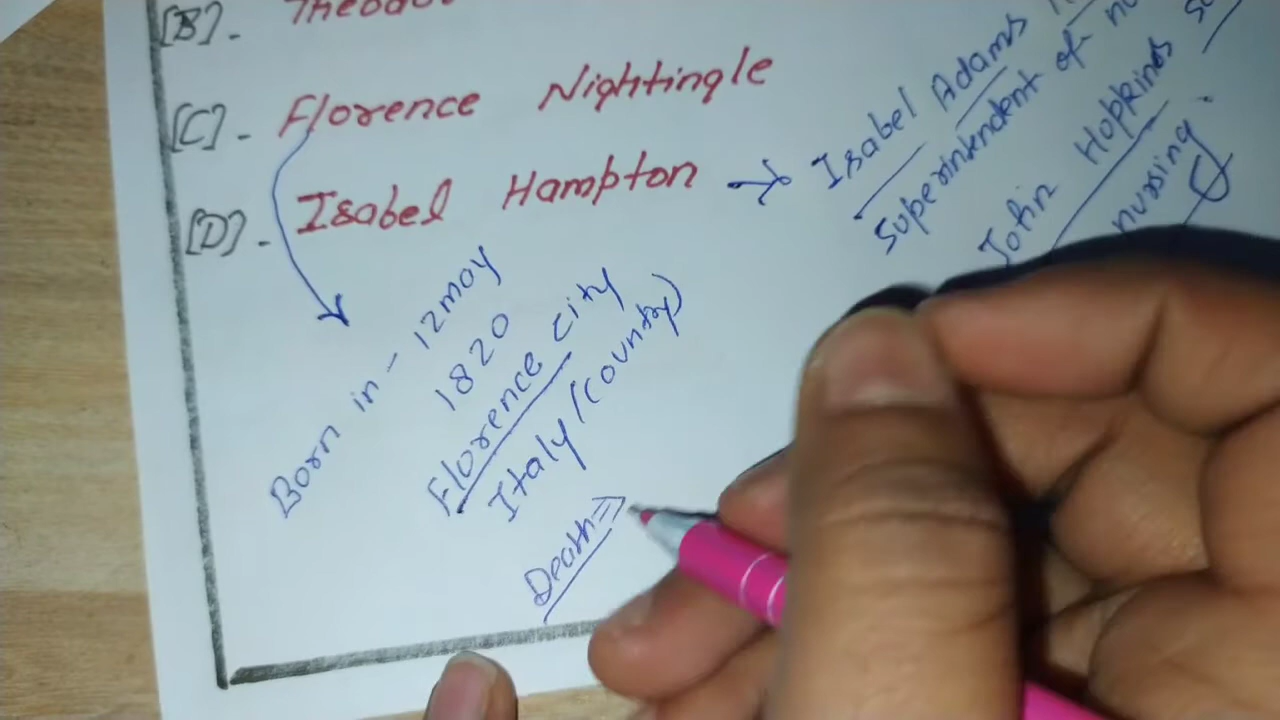 [B]. Theodo
[C]. Florence Nightingle
[D]. Isabel Hampton → Isabel Adams
Superintendent of nu
John Hopkins
nursing.
Born in - 12 may
1820
Florence city
Italy (country)
Death ⇒